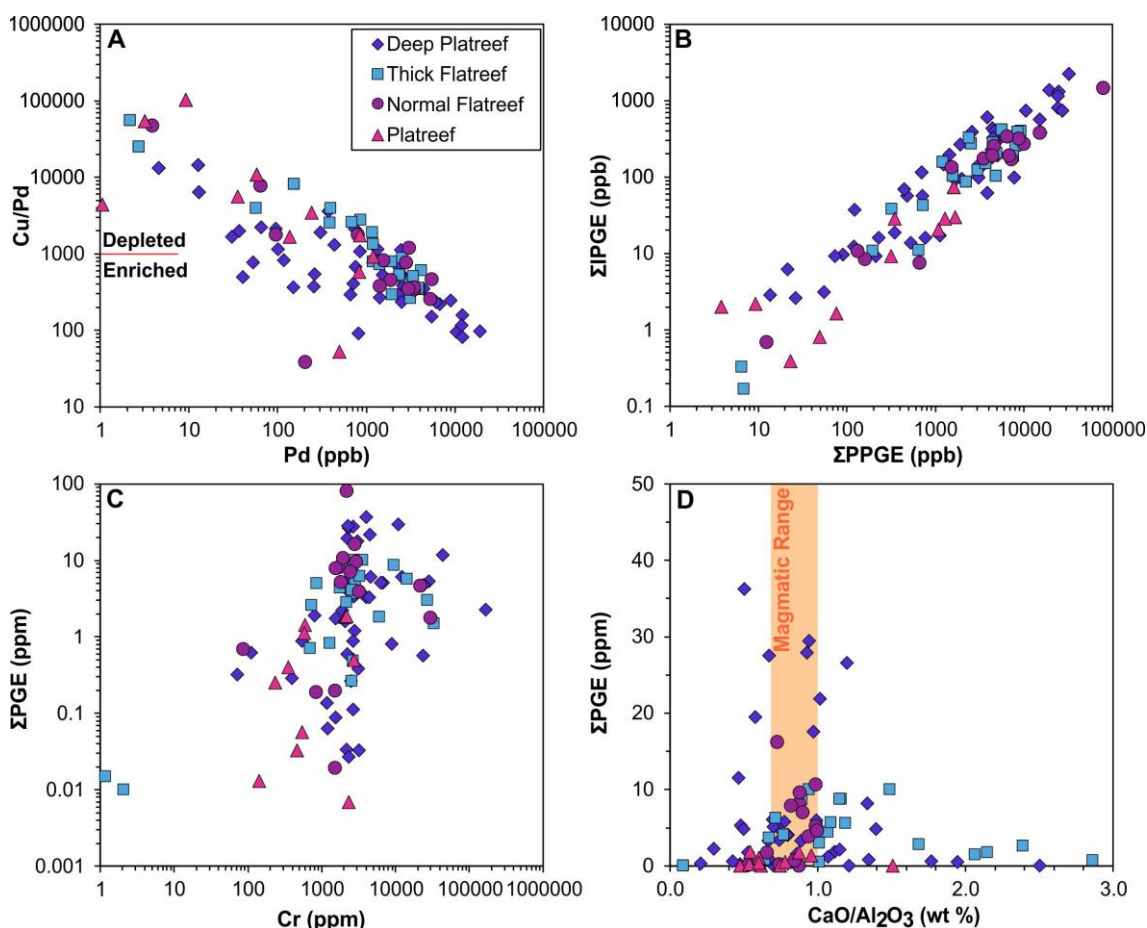 A
1000000
100000
10000
1000
100
10
Cu/Pd
Depleted
Enriched
Deep Platreef
Thick Flatreef
Normal Flatreef
Platreef
1 10 100 1000 10000 100000
Pd (ppb)
B
1000
100
10
1
0.1
ΣIPGE (ppb)
1 10 100 1000 10000 100000
ΣPPGE (ppb)
C
100
10
1
0.1
0.01
0.001
ΣPGE (ppm)
1 10 100 1000 10000 100000 1000000
Cr (ppm)
D
50
40
30
20
10
0
ΣPGE (ppm)
Magmatic Range
0.0 1.0 2.0 3.0
CaO/Al₂O₃ (wt %)